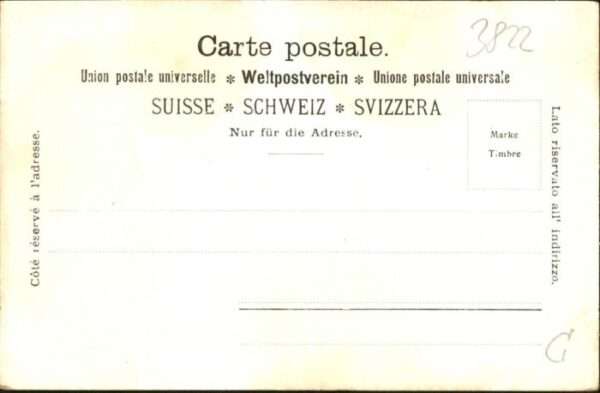 3822
Carte postale.
Union postale universelle * Weltpostverein * Unione postale universale
SUISSE * SCHWEIZ * SVIZZERA
Nur für die Adresse.
Marke
Timbre
Côté réservé à l'adresse.
Lato riservato all' indirizzo.